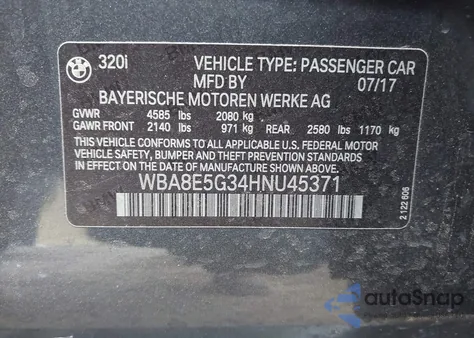 320i VEHICLE TYPE: PASSENGER CAR
MFD BY 07/17
BAYERISCHE MOTOREN WERKE AG
GVWR 4585 lbs 2080 kg
GAWR FRONT 2140 lbs 971 kg REAR 2580 lbs 1170 kg
THIS VEHICLE CONFORMS TO ALL APPLICABLE U.S. FEDERAL MOTOR
VEHICLE SAFETY, BUMPER, AND THEFT PREVENTION STANDARDS
IN EFFECT ON THE DATE OF MANUFACTURE SHOWN ABOVE.
WBA8E5G34HNU45371
2 122 606
autoSnap